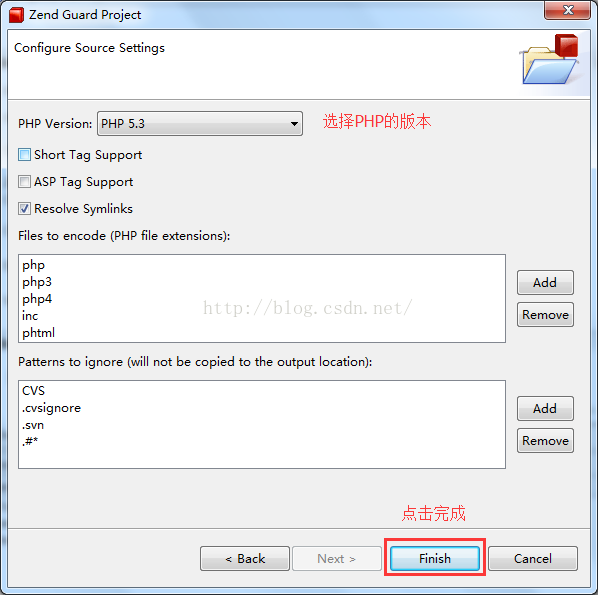 Zend Guard Project
Configure Source Settings
PHP Version: PHP 5.3 选择PHP的版本
Short Tag Support
ASP Tag Support
Resolve Symlinks
Files to encode (PHP file extensions):
php
php3
php4
inc
phtml
http://blog.csdn.net/
Add
Remove
Patterns to ignore (will not be copied to the output location):
CVS
.cvsignore
.svn
.#*
Add
Remove
点击完成
< Back Next > Finish Cancel